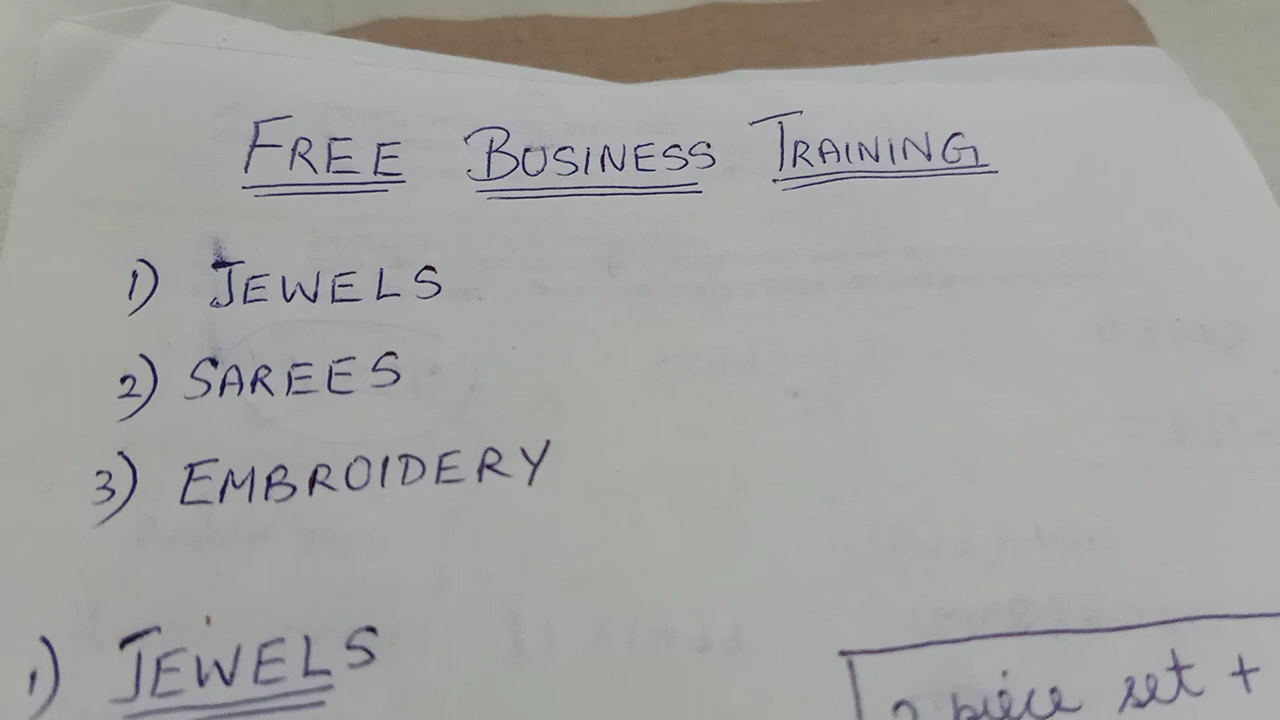 FREE BUSINESS TRAINING
1) JEWELS
2) SAREES
3) EMBROIDERY
1) JEWELS
piece set +